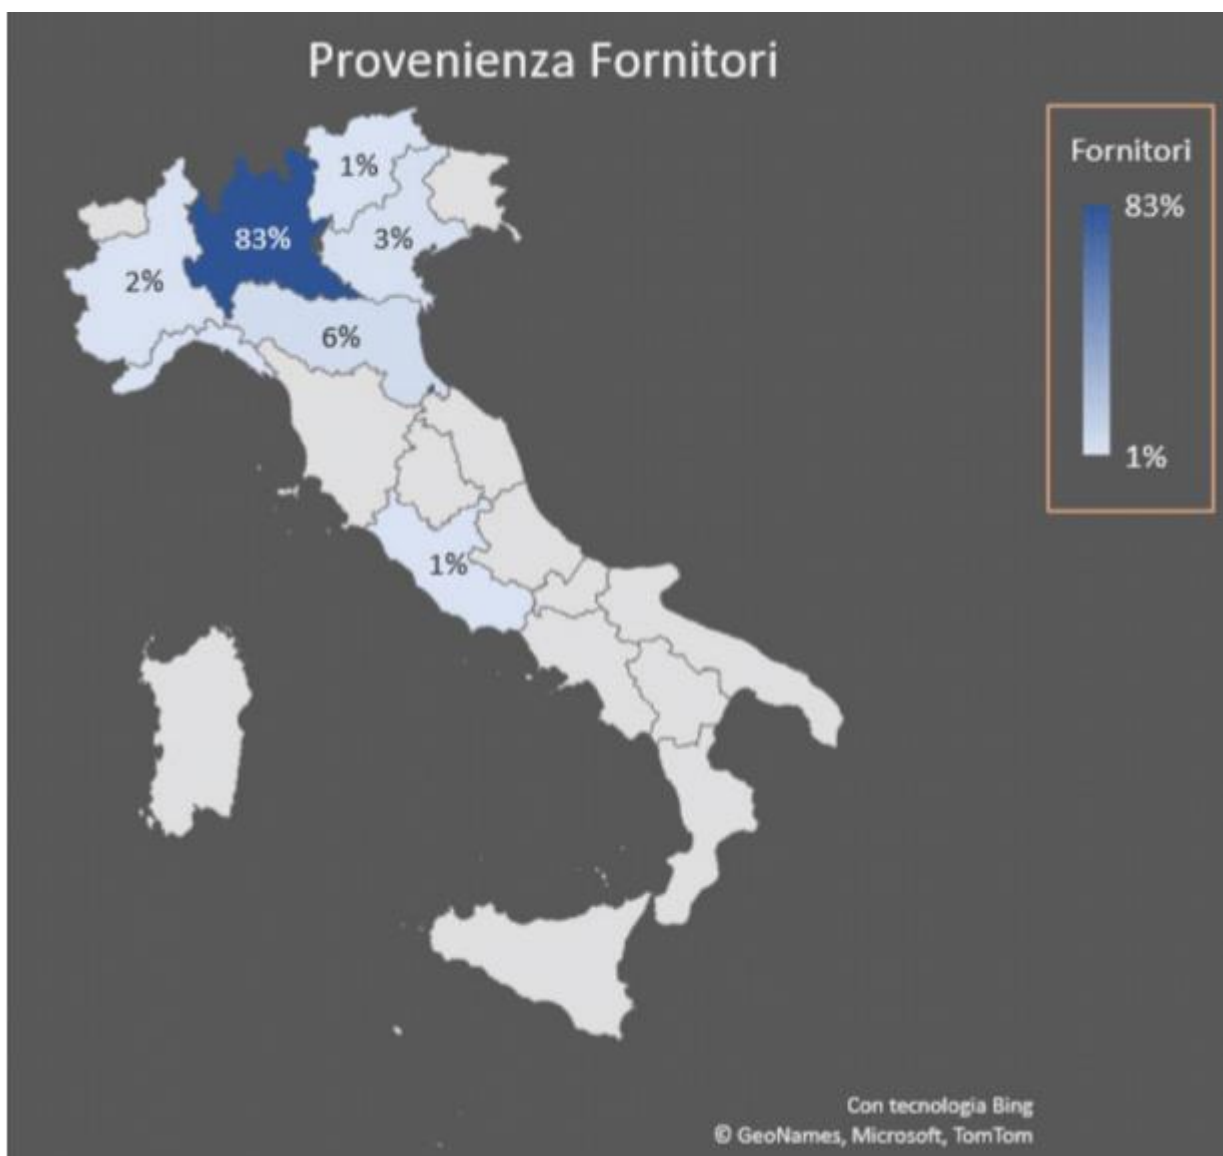 Provenienza Fornitori
Fornitori
83%
1%
1%
83%
3%
2%
6%
1%
Con tecnologia Bing
© GeoNames, Microsoft, TomTom